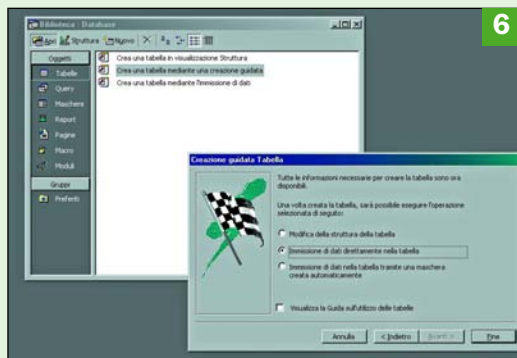 6
Biblioteca : Database
Apri Struttura Nuovo
Oggetti
Tabelle
Query
Maschere
Report
Pagine
Macro
Moduli
Gruppi
Preferiti
Crea una tabella in visualizzazione Struttura
Crea una tabella mediante una creazione guidata
Crea una tabella mediante l'immissione di dati
Creazione guidata Tabella
Tutte le informazioni necessarie per creare la tabella sono ora
disponibili.
Una volta creata la tabella, sarà possibile eseguire l'operazione
selezionata di seguito:
Modifica della struttura della tabella
Immissione di dati direttamente nella tabella
Immissione di dati nella tabella tramite una maschera
creata automaticamente
Visualizza la Guida sull'utilizzo delle tabelle
Annulla < Indietro Avanti > Fine